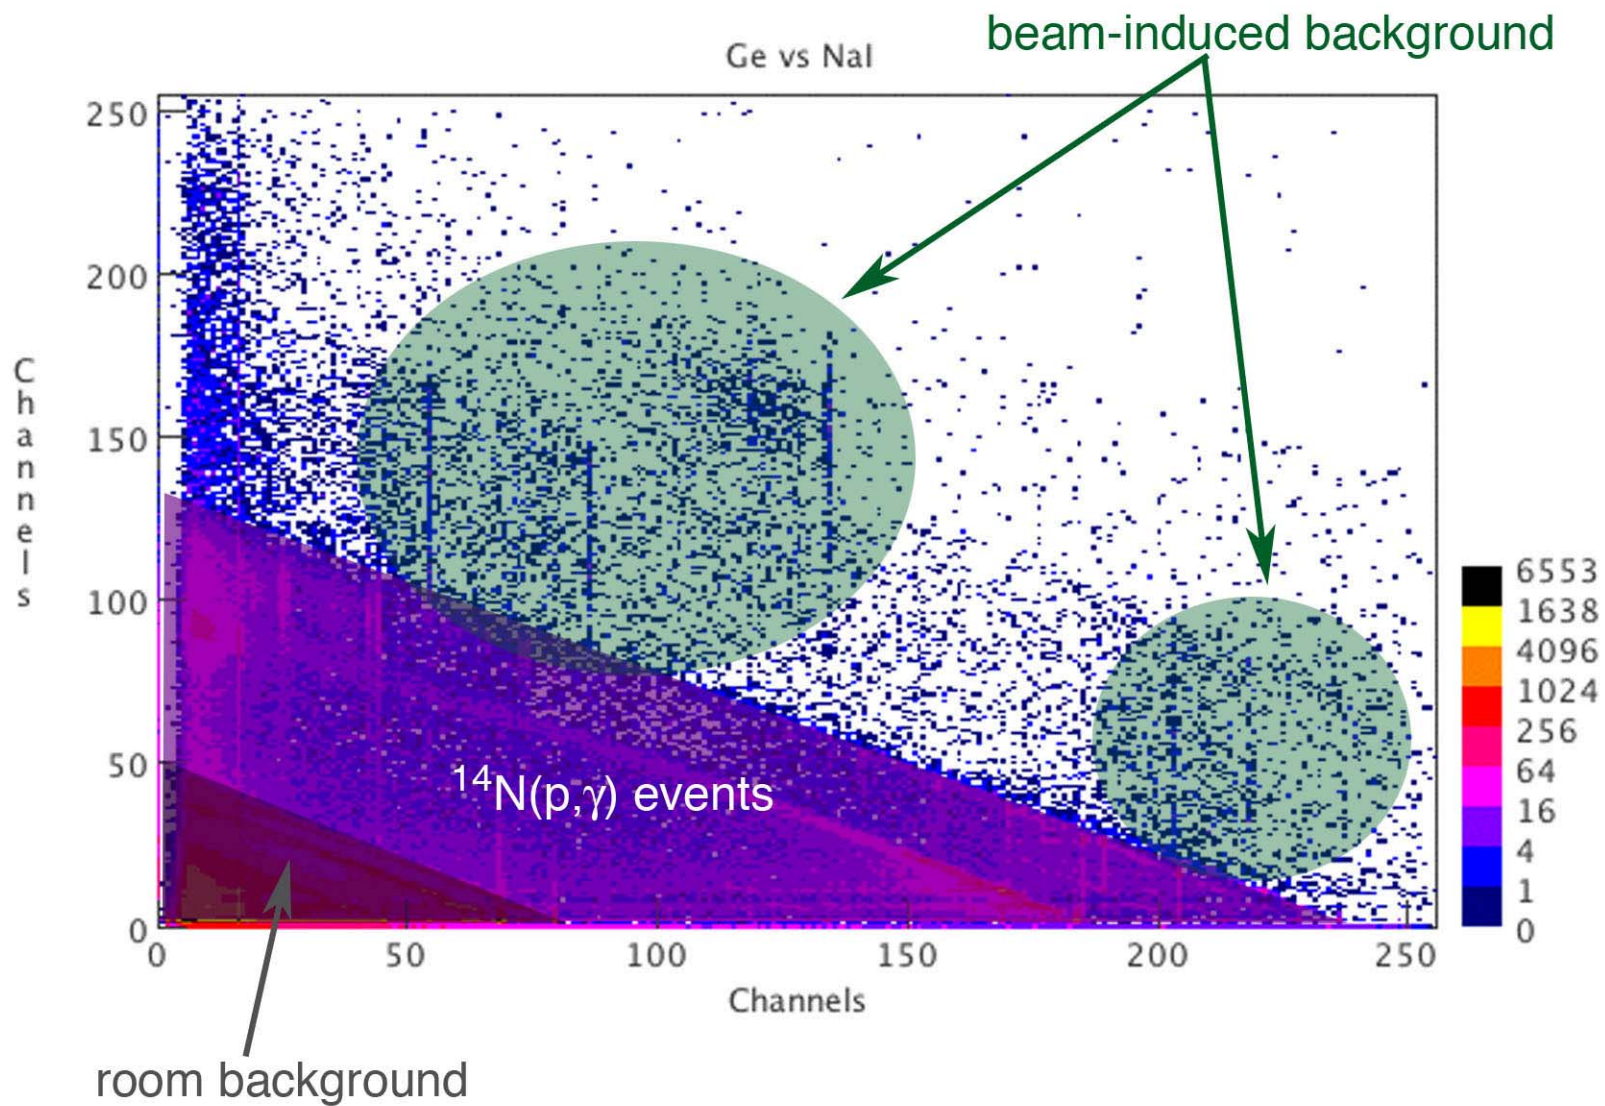 beam-induced background
Ge vs NaI
250
200
150
100
50
0
Channels
0 50 100 150 200 250
Channels
14N(p,γ) events
room background
6553
1638
4096
1024
256
64
16
4
1
0